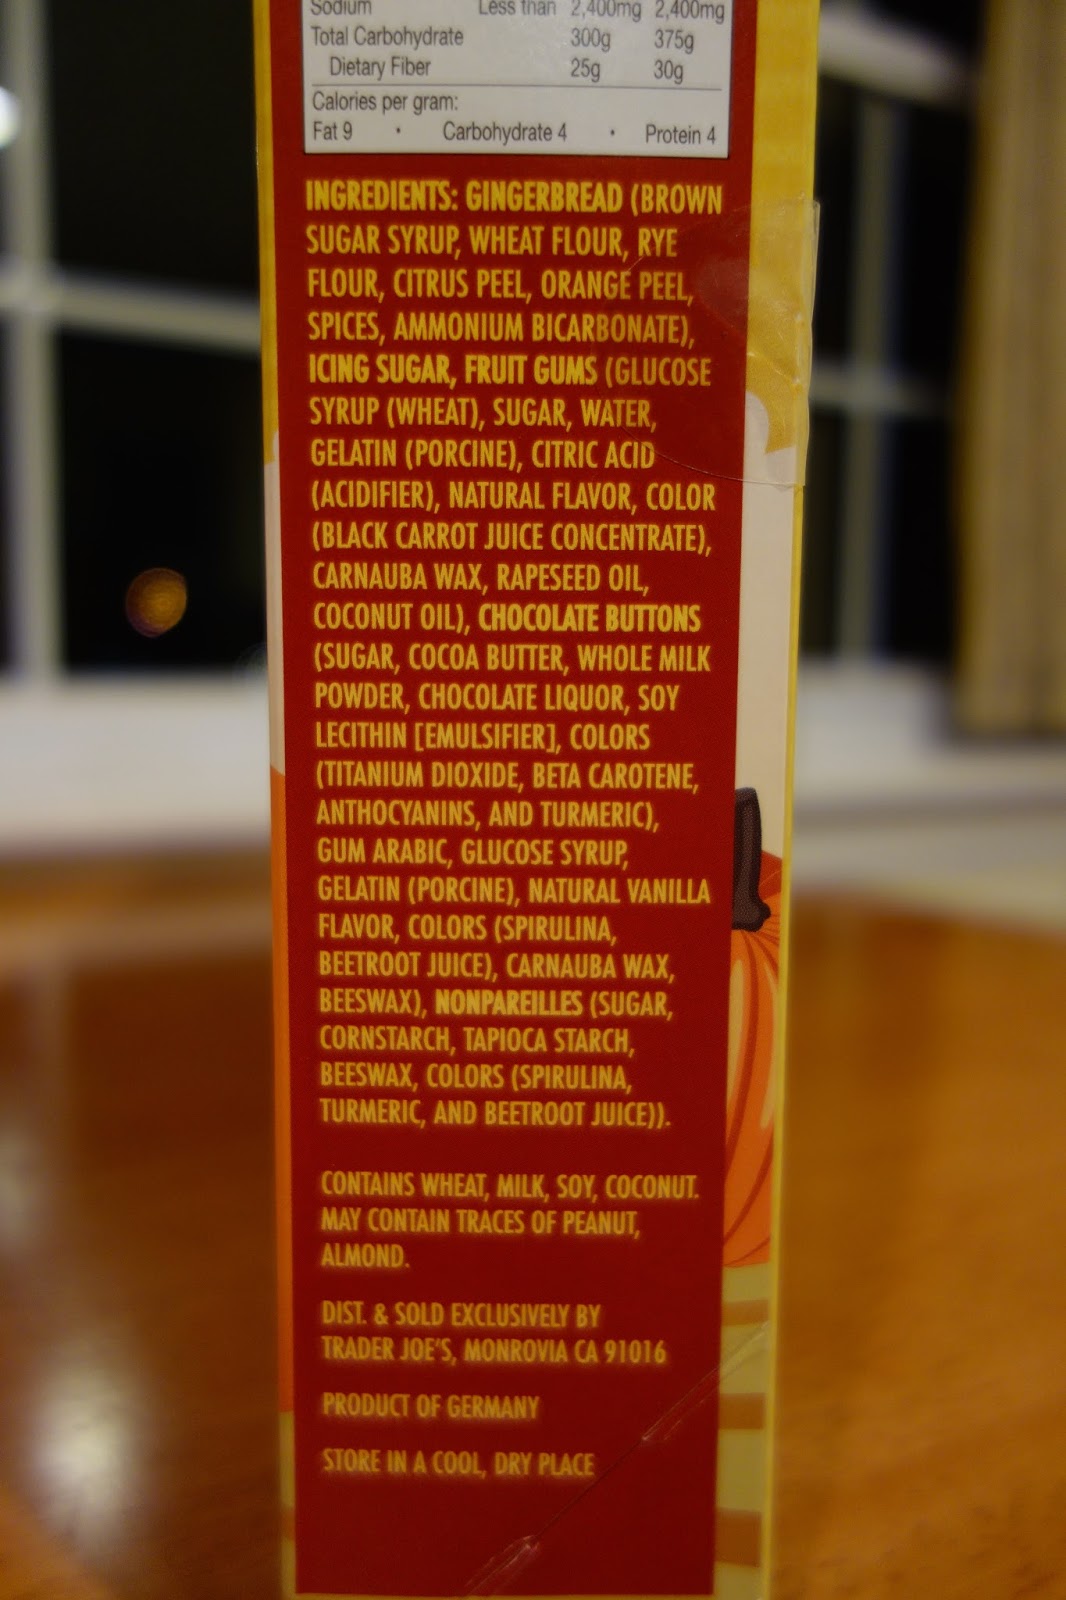 Sodium Less than 2,400mg 2,400mg
Total Carbohydrate 300g 375g
Dietary Fiber 25g 30g
Calories per gram:
Fat 9 • Carbohydrate 4 • Protein 4
INGREDIENTS: GINGERBREAD (BROWN
SUGAR SYRUP, WHEAT FLOUR, RYE
FLOUR, CITRUS PEEL, ORANGE PEEL,
SPICES, AMMONIUM BICARBONATE),
ICING SUGAR, FRUIT GUMS (GLUCOSE
SYRUP (WHEAT), SUGAR, WATER,
GELATIN (PORCINE), CITRIC ACID
(ACIDIFIER), NATURAL FLAVOR, COLOR
(BLACK CARROT JUICE CONCENTRATE),
CARNAUBA WAX, RAPESEED OIL,
COCONUT OIL), CHOCOLATE BUTTONS
(SUGAR, COCOA BUTTER, WHOLE MILK
POWDER, CHOCOLATE LIQUOR, SOY
LECITHIN [EMULSIFIER], COLORS
(TITANIUM DIOXIDE, BETA CAROTENE,
ANTHOCYANINS, AND TURMERIC),
GUM ARABIC, GLUCOSE SYRUP,
GELATIN (PORCINE), NATURAL VANILLA
FLAVOR, COLORS (SPIRULINA,
BEETROOT JUICE), CARNAUBA WAX,
BEESWAX), NONPAREILLES (SUGAR,
CORNSTARCH, TAPIOCA STARCH,
BEESWAX, COLORS (SPIRULINA,
TURMERIC, AND BEETROOT JUICE)).
CONTAINS WHEAT, MILK, SOY, COCONUT.
MAY CONTAIN TRACES OF PEANUT,
ALMOND.
DIST. & SOLD EXCLUSIVELY BY
TRADER JOE'S, MONROVIA CA 91016
PRODUCT OF GERMANY
STORE IN A COOL, DRY PLACE